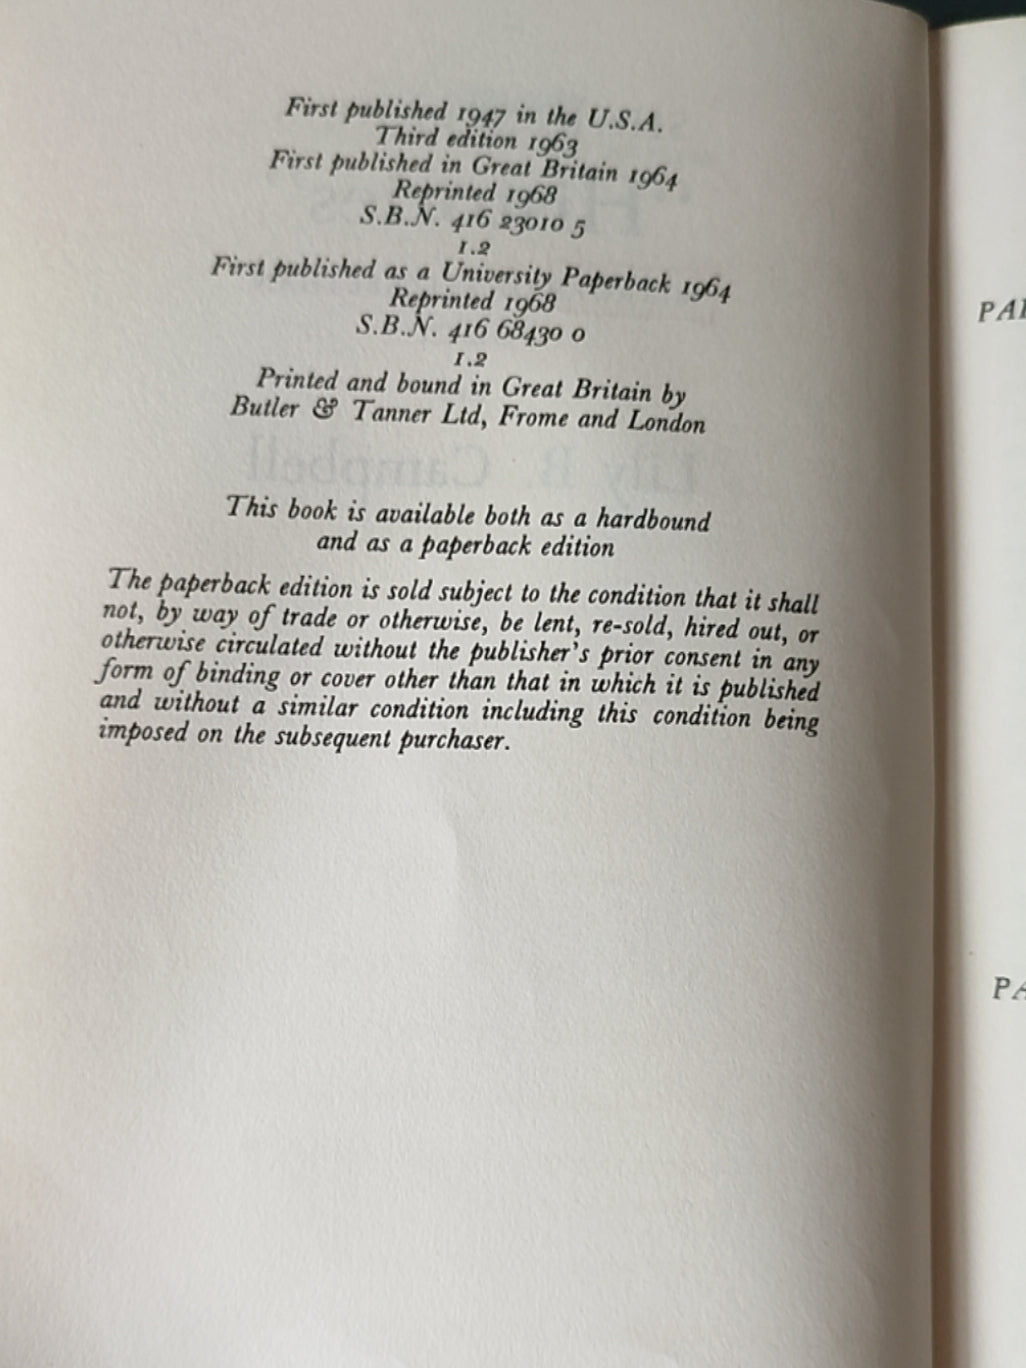 First published 1947 in the U.S.A.
Third edition 1963
First published in Great Britain 1964
Reprinted 1968
S.B.N. 416 23010 5
1.2
First published as a University Paperback 1964
Reprinted 1968
S.B.N. 416 68430 0
1.2
Printed and bound in Great Britain by
Butler & Tanner Ltd, Frome and London
Lily B. Campbell
This book is available both as a hardbound
and as a paperback edition
The paperback edition is sold subject to the condition that it shall
not, by way of trade or otherwise, be lent, re-sold, hired out, or
otherwise circulated without the publisher's prior consent in any
form of binding or cover other than that in which it is published
and without a similar condition including this condition being
imposed on the subsequent purchaser.
PA
PA